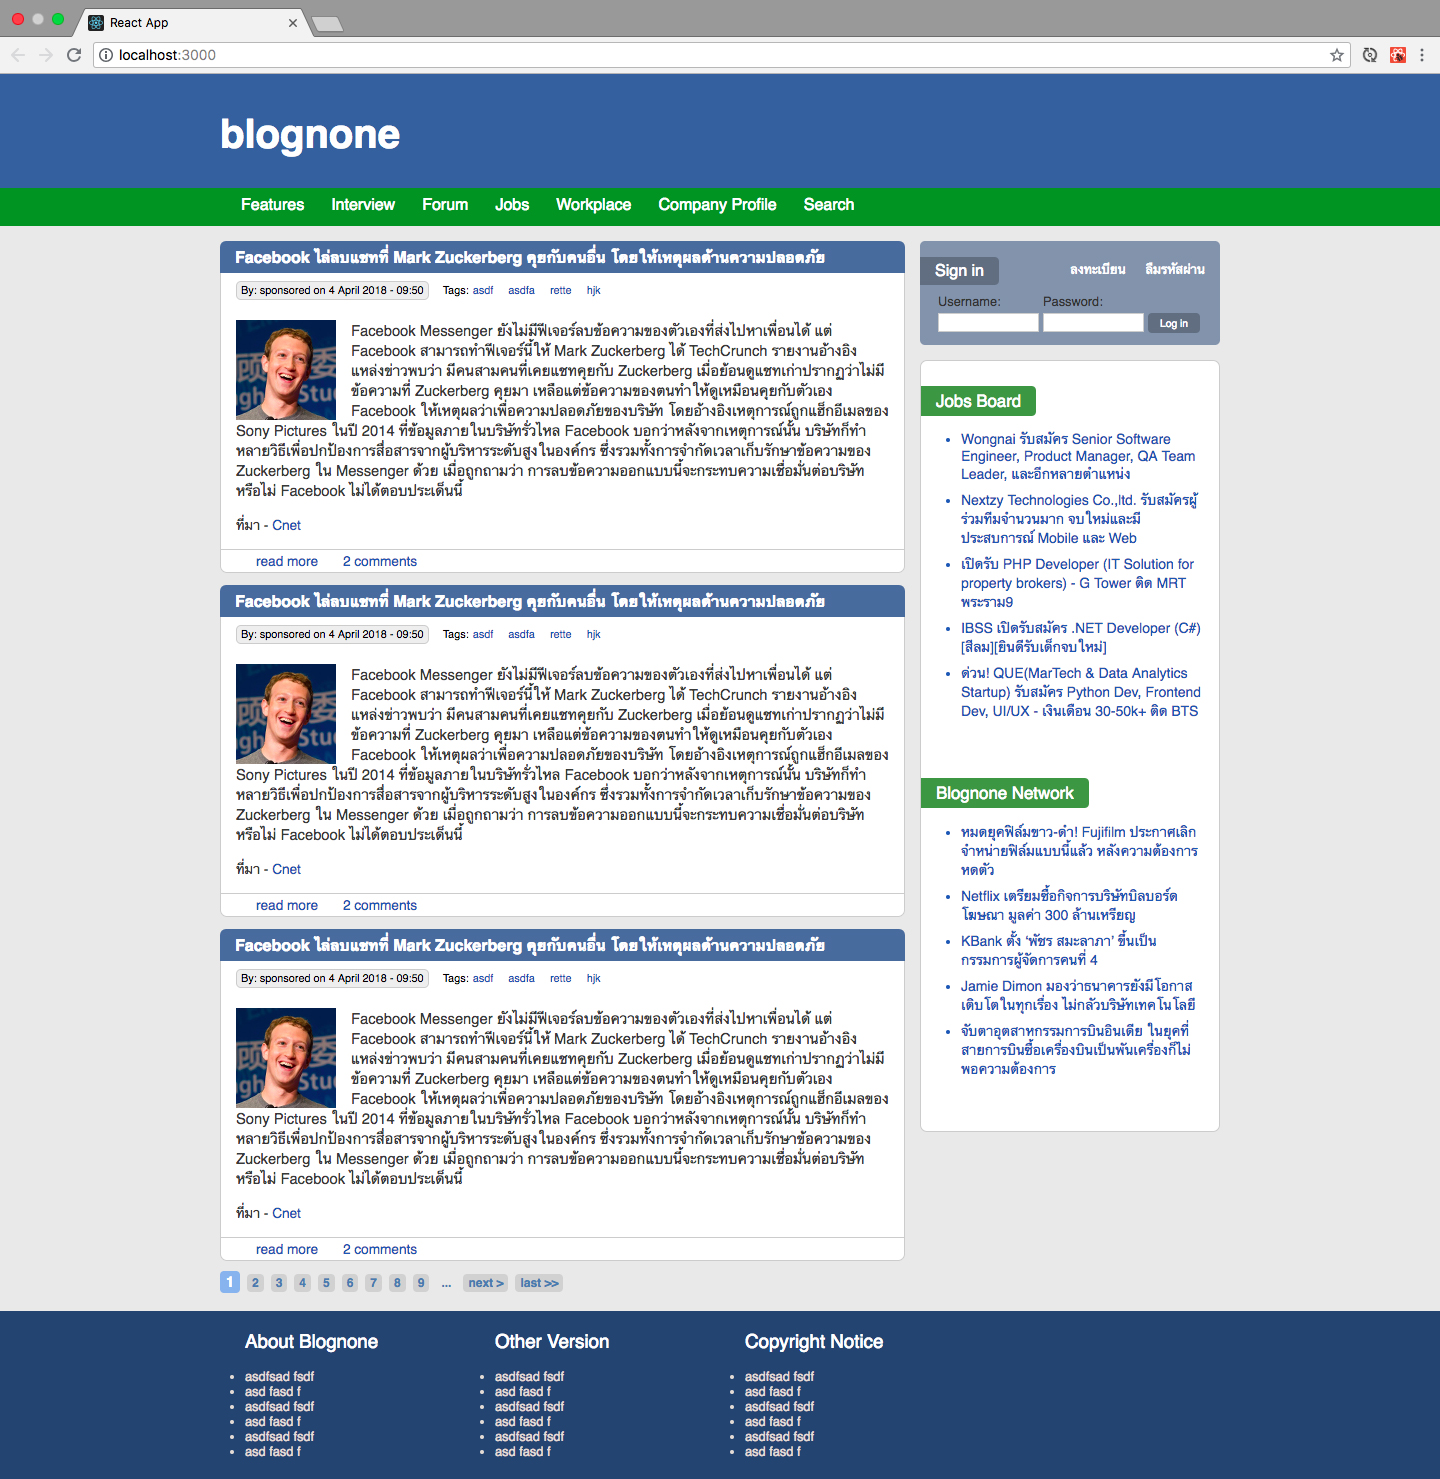 React App
localhost:3000
blognone
Features Interview Forum Jobs Workplace Company Profile Search
Facebook ไล่ลบแชทที่ Mark Zuckerberg คุยกับคนอื่น โดยให้เหตุผลด้านความปลอดภัย
By: sponsored on 4 April 2018 - 09:50 Tags: asdf asdfa rette hjk
Facebook Messenger ยังไม่มีฟีเจอร์ลบข้อความของตัวเองที่ส่งไปหาเพื่อนได้ แต่
Facebook สามารถทำฟีเจอร์นี้ให้ Mark Zuckerberg ได้ TechCrunch รายงานอ้างอิง
แหล่งข่าวพบว่า มีคนสามคนที่เคยแชทคุยกับ Zuckerberg เมื่อย้อนดูแชทเก่าปรากฏว่าไม่มี
ข้อความที่ Zuckerberg คุยมา เหลือแต่ข้อความของตนทำให้ดูเหมือนคุยกับตัวเอง
Facebook ให้เหตุผลว่าเพื่อความปลอดภัยของบริษัท โดยอ้างอิงเหตุการณ์ถูกแฮ็กอีเมลของ
Sony Pictures ในปี 2014 ที่ข้อมูลภายในบริษัทรั่วไหล Facebook บอกว่าหลังจากเหตุการณ์นั้น บริษัทก็ทำ
หลายวิธีเพื่อปกป้องการสื่อสารจากผู้บริหารระดับสูงในองค์กร ซึ่งรวมทั้งการจำกัดเวลาเก็บรักษาข้อความของ
Zuckerberg ใน Messenger ด้วย เมื่อถูกถามว่า การลบข้อความออกแบบนี้จะกระทบความเชื่อมั่นต่อบริษัท
หรือไม่ Facebook ไม่ได้ตอบประเด็นนี้
ที่มา - Cnet
read more 2 comments
Facebook ไล่ลบแชทที่ Mark Zuckerberg คุยกับคนอื่น โดยให้เหตุผลด้านความปลอดภัย
By: sponsored on 4 April 2018 - 09:50 Tags: asdf asdfa rette hjk
Facebook Messenger ยังไม่มีฟีเจอร์ลบข้อความของตัวเองที่ส่งไปหาเพื่อนได้ แต่
Facebook สามารถทำฟีเจอร์นี้ให้ Mark Zuckerberg ได้ TechCrunch รายงานอ้างอิง
แหล่งข่าวพบว่า มีคนสามคนที่เคยแชทคุยกับ Zuckerberg เมื่อย้อนดูแชทเก่าปรากฏว่าไม่มี
ข้อความที่ Zuckerberg คุยมา เหลือแต่ข้อความของตนทำให้ดูเหมือนคุยกับตัวเอง
Facebook ให้เหตุผลว่าเพื่อความปลอดภัยของบริษัท โดยอ้างอิงเหตุการณ์ถูกแฮ็กอีเมลของ
Sony Pictures ในปี 2014 ที่ข้อมูลภายในบริษัทรั่วไหล Facebook บอกว่าหลังจากเหตุการณ์นั้น บริษัทก็ทำ
หลายวิธีเพื่อปกป้องการสื่อสารจากผู้บริหารระดับสูงในองค์กร ซึ่งรวมทั้งการจำกัดเวลาเก็บรักษาข้อความของ
Zuckerberg ใน Messenger ด้วย เมื่อถูกถามว่า การลบข้อความออกแบบนี้จะกระทบความเชื่อมั่นต่อบริษัท
หรือไม่ Facebook ไม่ได้ตอบประเด็นนี้
ที่มา - Cnet
read more 2 comments
Facebook ไล่ลบแชทที่ Mark Zuckerberg คุยกับคนอื่น โดยให้เหตุผลด้านความปลอดภัย
By: sponsored on 4 April 2018 - 09:50 Tags: asdf asdfa rette hjk
Facebook Messenger ยังไม่มีฟีเจอร์ลบข้อความของตัวเองที่ส่งไปหาเพื่อนได้ แต่
Facebook สามารถทำฟีเจอร์นี้ให้ Mark Zuckerberg ได้ TechCrunch รายงานอ้างอิง
แหล่งข่าวพบว่า มีคนสามคนที่เคยแชทคุยกับ Zuckerberg เมื่อย้อนดูแชทเก่าปรากฏว่าไม่มี
ข้อความที่ Zuckerberg คุยมา เหลือแต่ข้อความของตนทำให้ดูเหมือนคุยกับตัวเอง
Facebook ให้เหตุผลว่าเพื่อความปลอดภัยของบริษัท โดยอ้างอิงเหตุการณ์ถูกแฮ็กอีเมลของ
Sony Pictures ในปี 2014 ที่ข้อมูลภายในบริษัทรั่วไหล Facebook บอกว่าหลังจากเหตุการณ์นั้น บริษัทก็ทำ
หลายวิธีเพื่อปกป้องการสื่อสารจากผู้บริหารระดับสูงในองค์กร ซึ่งรวมทั้งการจำกัดเวลาเก็บรักษาข้อความของ
Zuckerberg ใน Messenger ด้วย เมื่อถูกถามว่า การลบข้อความออกแบบนี้จะกระทบความเชื่อมั่นต่อบริษัท
หรือไม่ Facebook ไม่ได้ตอบประเด็นนี้
ที่มา - Cnet
read more 2 comments
1 2 3 4 5 6 7 8 9 ... next > last >>
Sign in ลงทะเบียน ลืมรหัสผ่าน
Username: Password:
Log in
Jobs Board
Wongnai รับสมัคร Senior Software
Engineer, Product Manager, QA Team
Leader, และอีกหลายตำแหน่ง
Nextzy Technologies Co.,ltd. รับสมัครผู้
ร่วมทีมจำนวนมาก จบใหม่และมี
ประสบการณ์ Mobile และ Web
เปิดรับ PHP Developer (IT Solution for
property brokers) - G Tower ติด MRT
พระราม9
IBSS เปิดรับสมัคร .NET Developer (C#)
[สีลม][ยินดีรับเด็กจบใหม่]
ด่วน! QUE(MarTech & Data Analytics
Startup) รับสมัคร Python Dev, Frontend
Dev, UI/UX - เงินเดือน 30-50k+ ติด BTS
Blognone Network
หมดยุคฟิล์มขาว-ดำ! Fujifilm ประกาศเลิก
จำหน่ายฟิล์มแบบนี้แล้ว หลังความต้องการ
หดตัว
Netflix เตรียมซื้อกิจการบริษัทบิลบอร์ด
โฆษณา มูลค่า 300 ล้านเหรียญ
KBank ตั้ง ‘พัชร สมะลาภา’ ขึ้นเป็น
กรรมการผู้จัดการคนที่ 4
Jamie Dimon มองว่าธนาคารยังมีโอกาส
เติบโตในทุกเรื่อง ไม่กลัวบริษัทเทคโนโลยี
จับตาอุตสาหกรรมการบินอินเดีย ในยุคที่
สายการบินซื้อเครื่องบินเป็นพันเครื่องก็ไม่
พอความต้องการ
About Blognone
asdfsad fsdf
asd fasd f
asdfsad fsdf
asd fasd f
asdfsad fsdf
asd fasd f
Other Version
asdfsad fsdf
asd fasd f
asdfsad fsdf
asd fasd f
asdfsad fsdf
asd fasd f
Copyright Notice
asdfsad fsdf
asd fasd f
asdfsad fsdf
asd fasd f
asdfsad fsdf
asd fasd f